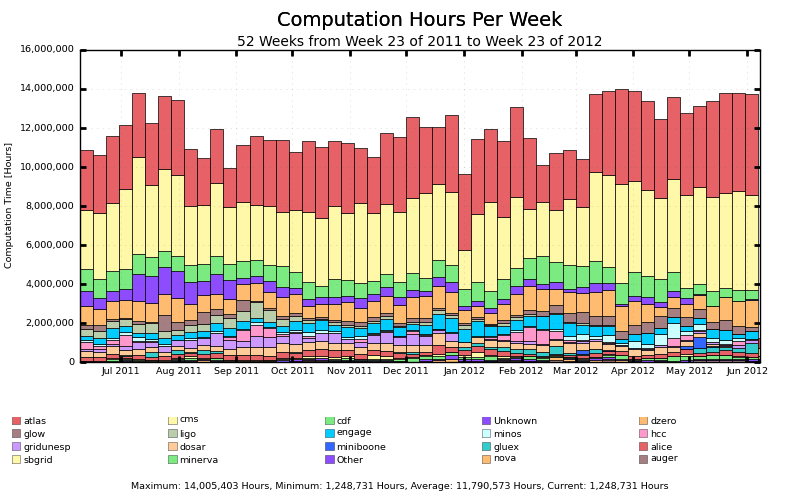 Computation Hours Per Week
52 Weeks from Week 23 of 2011 to Week 23 of 2012
Computation Time [Hours]
16,000,000
14,000,000
12,000,000
10,000,000
8,000,000
6,000,000
4,000,000
2,000,000
0
Jul 2011 Aug 2011 Sep 2011 Oct 2011 Nov 2011 Dec 2011 Jan 2012 Feb 2012 Mar 2012 Apr 2012 May 2012 Jun 2012
atlas cms cdf Unknown dzero
glow ligo engage minos hcc
gridunesp dosar miniboone gluex alice
sbgrid minerva Other nova auger
Maximum: 14,005,403 Hours, Minimum: 1,248,731 Hours, Average: 11,790,573 Hours, Current: 1,248,731 Hours